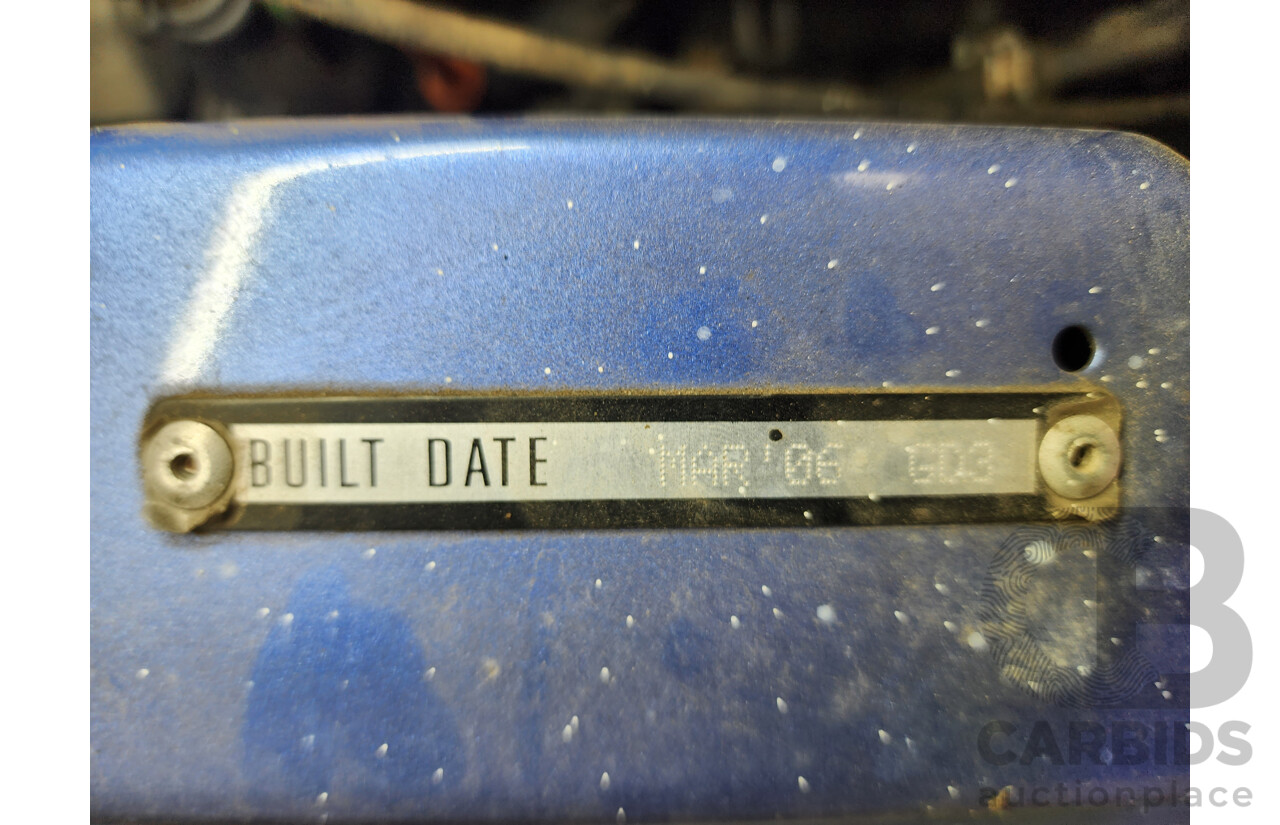 BUILT DATE MAR '06 GD3
CARBIDS
auctionplace